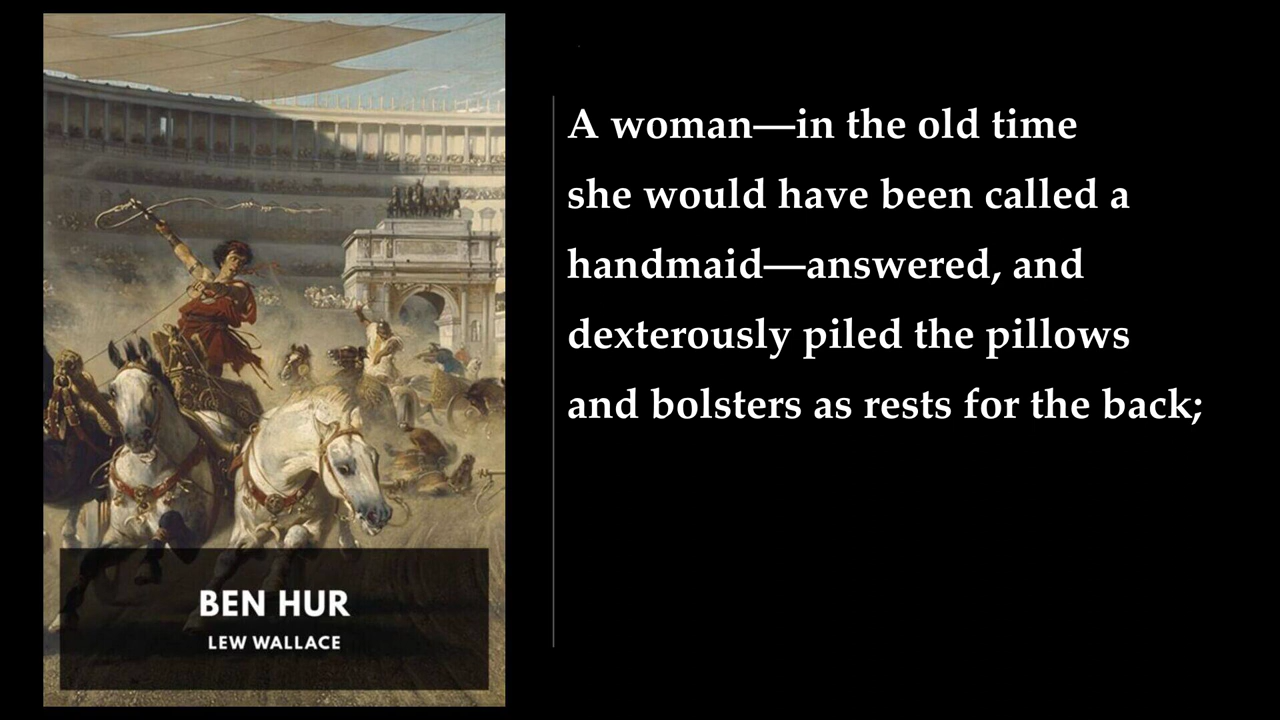 A woman—in the old time
she would have been called a
handmaid—answered, and
dexterously piled the pillows
and bolsters as rests for the back;
BEN HUR
LEW WALLACE